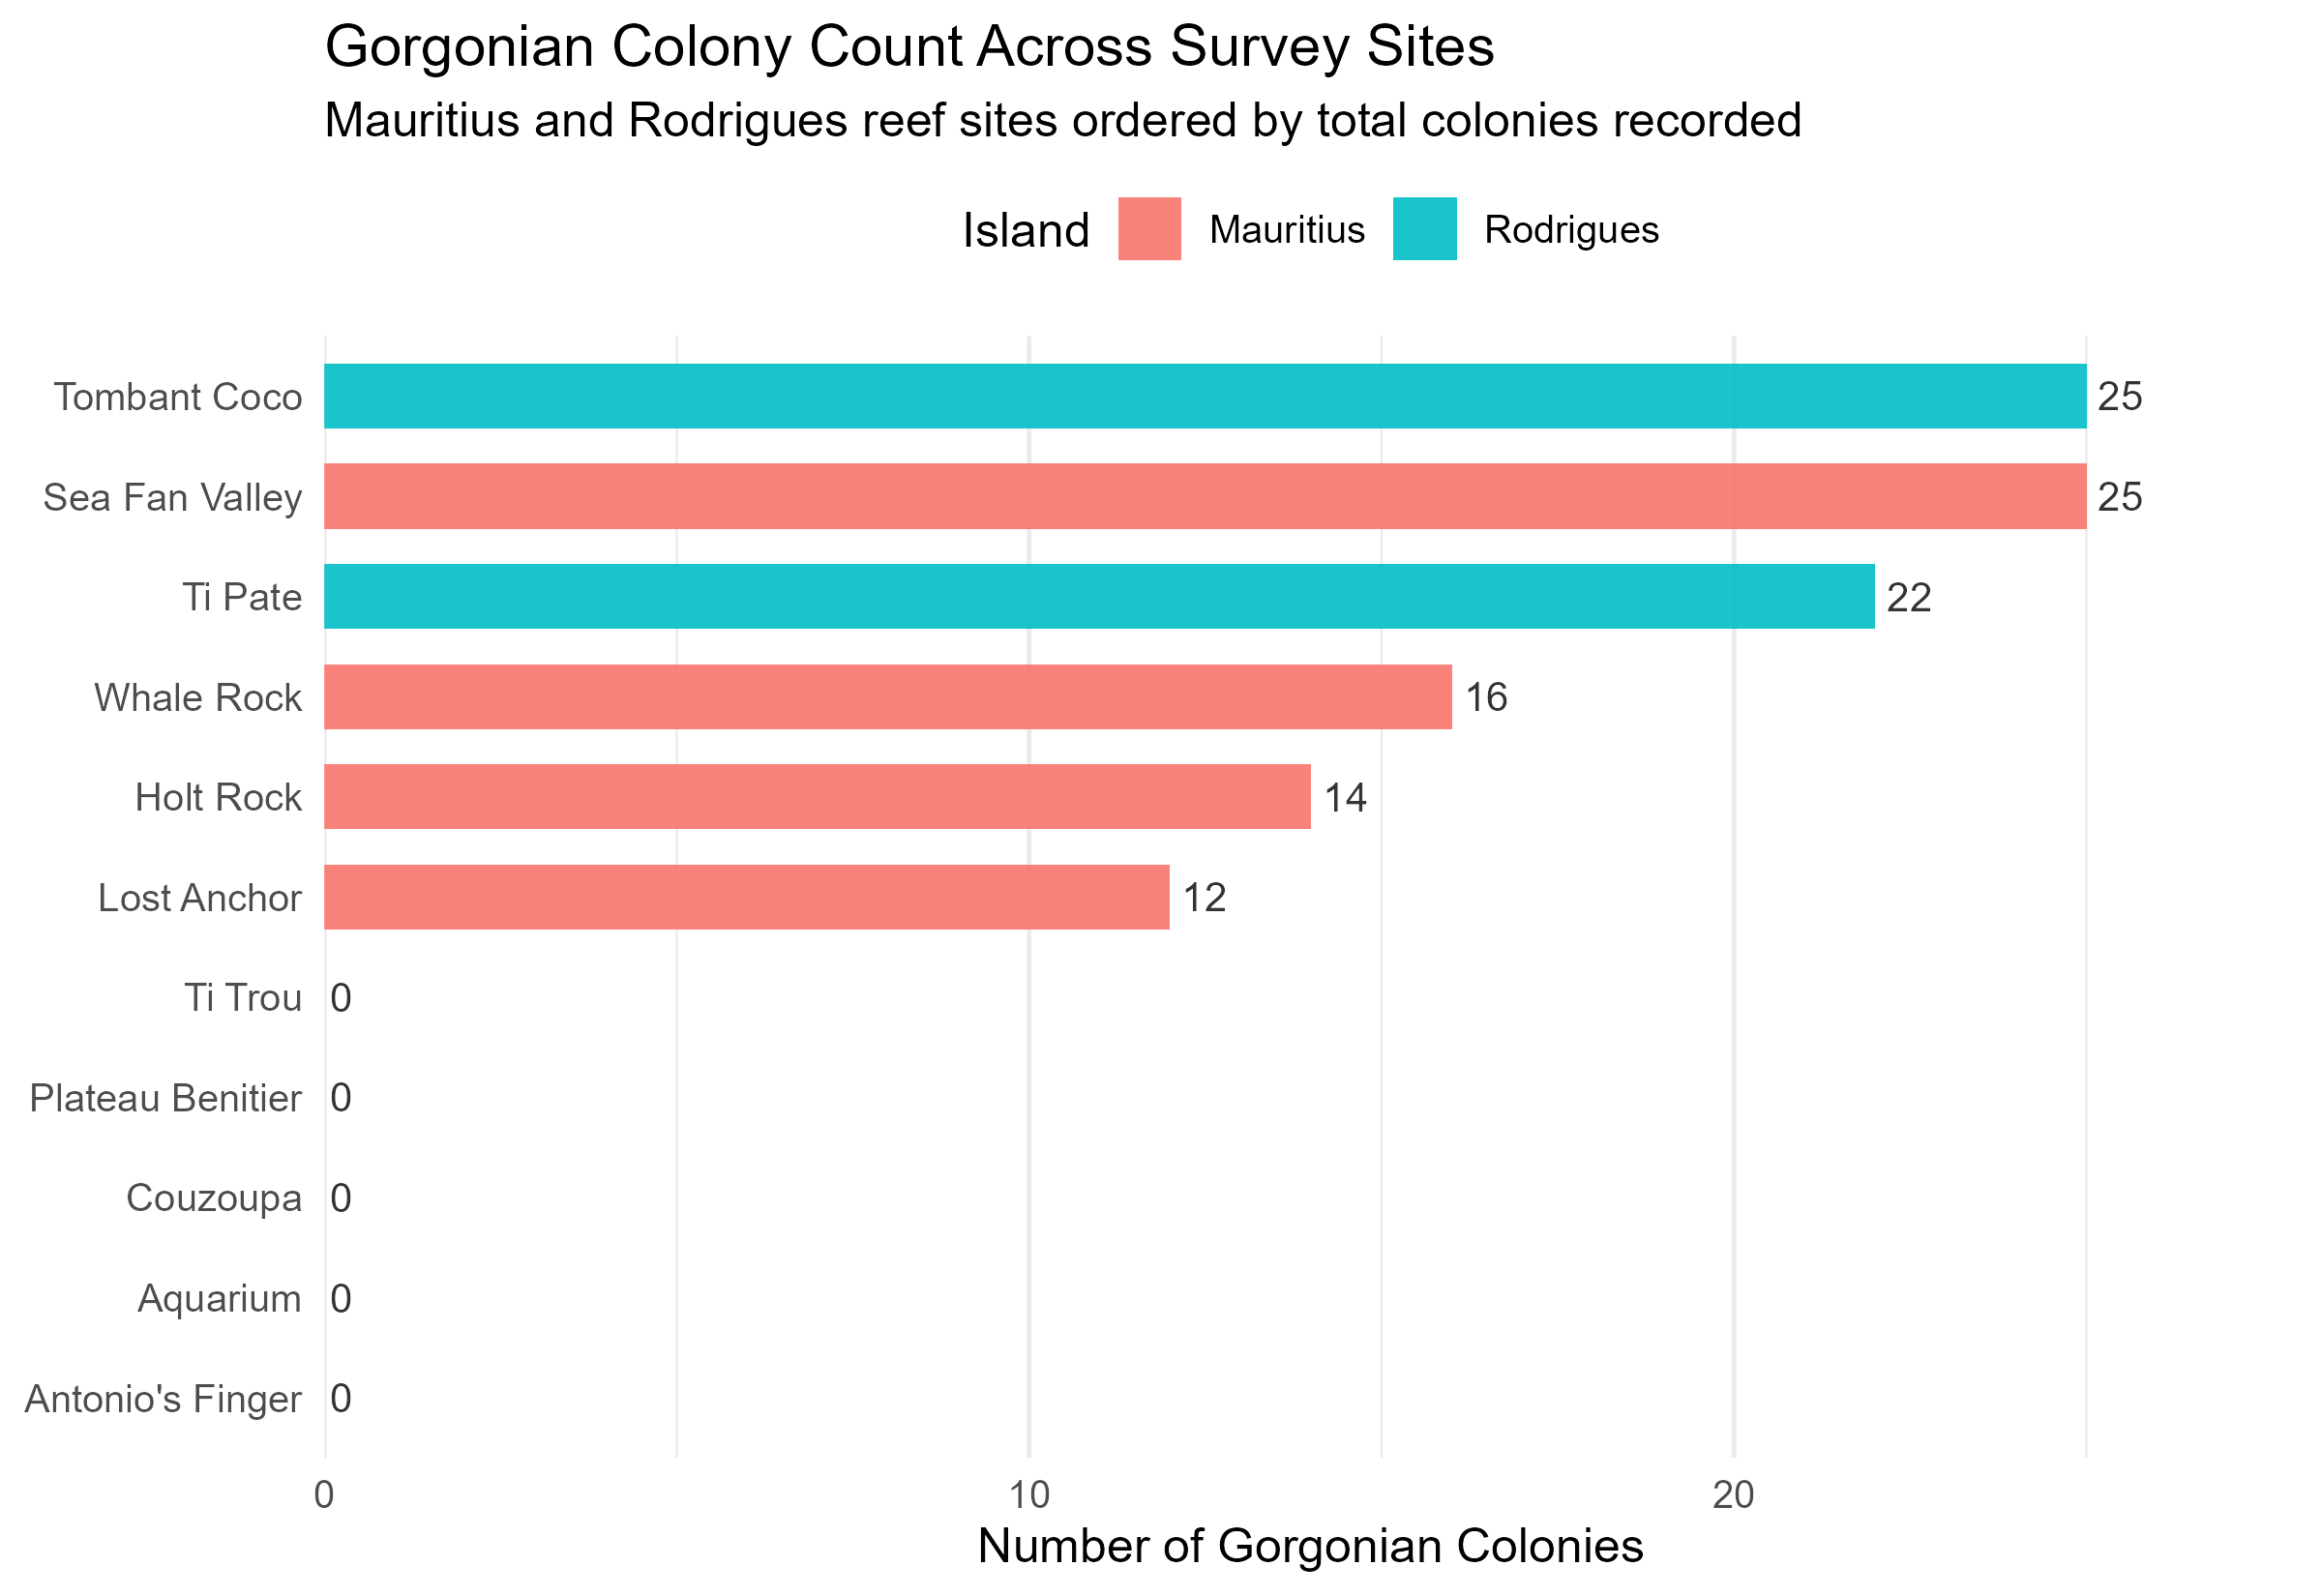 Gorgonian Colony Count Across Survey Sites
Mauritius and Rodrigues reef sites ordered by total colonies recorded
Island Mauritius Rodrigues
Tombant Coco 25
Sea Fan Valley 25
Ti Pate 22
Whale Rock 16
Holt Rock 14
Lost Anchor 12
Ti Trou 0
Plateau Benitier 0
Couzoupa 0
Aquarium 0
Antonio's Finger 0
0 10 20
Number of Gorgonian Colonies